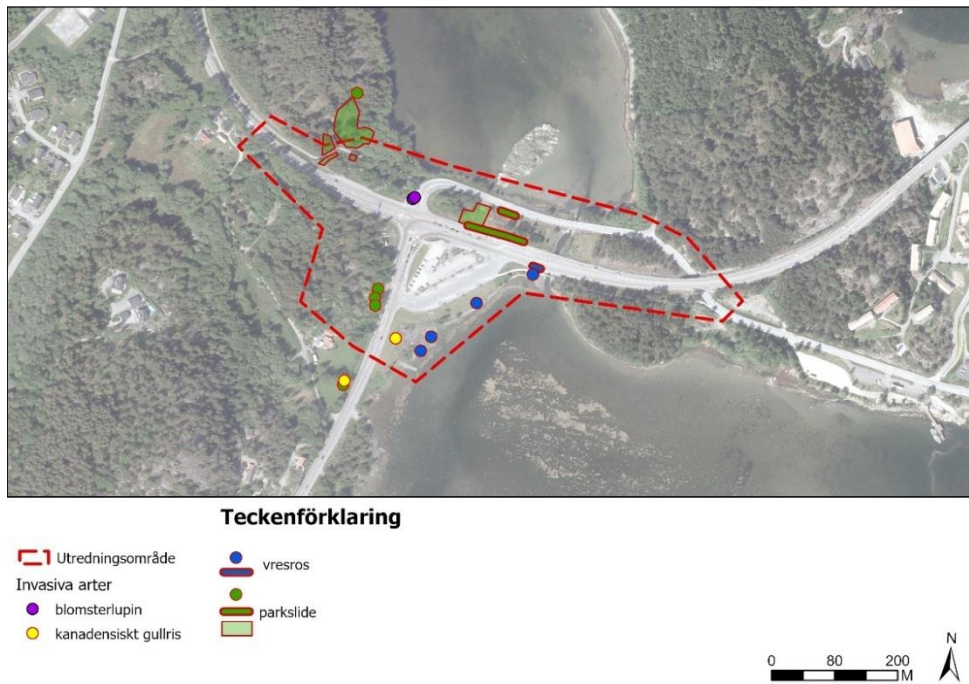 Teckenförklaring
Utredningsområde
Invasiva arter
blomsterlupin
kanadensiskt gullris
vresros
parkslide
N
0 80 200
M